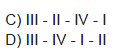 C) III - II - IV - I
D) III - IV - I - II